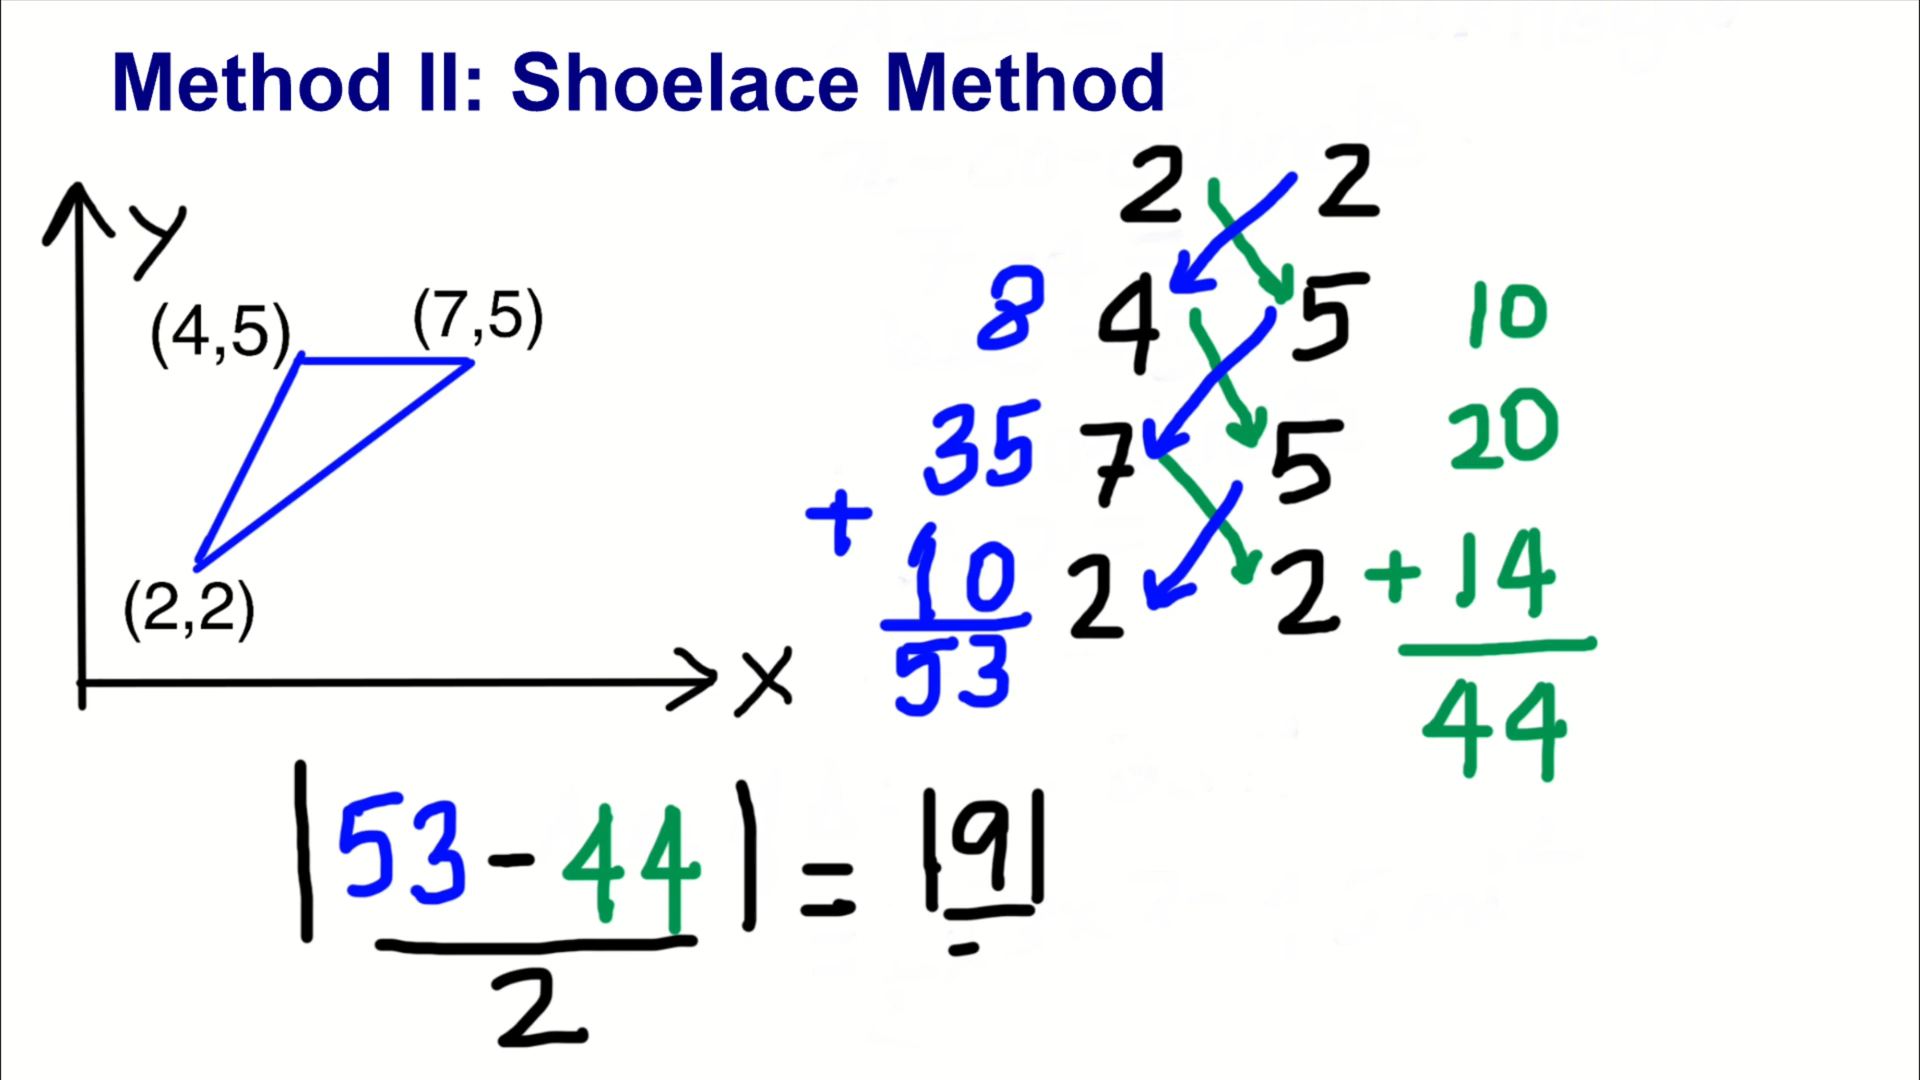 Method II: Shoelace Method
y
(4,5)
(7,5)
(2,2)
x
2 2
8 4 5 10
35 7 5 20
+ 10 2 2 + 14
53 44
|53 - 44| = |9|
2